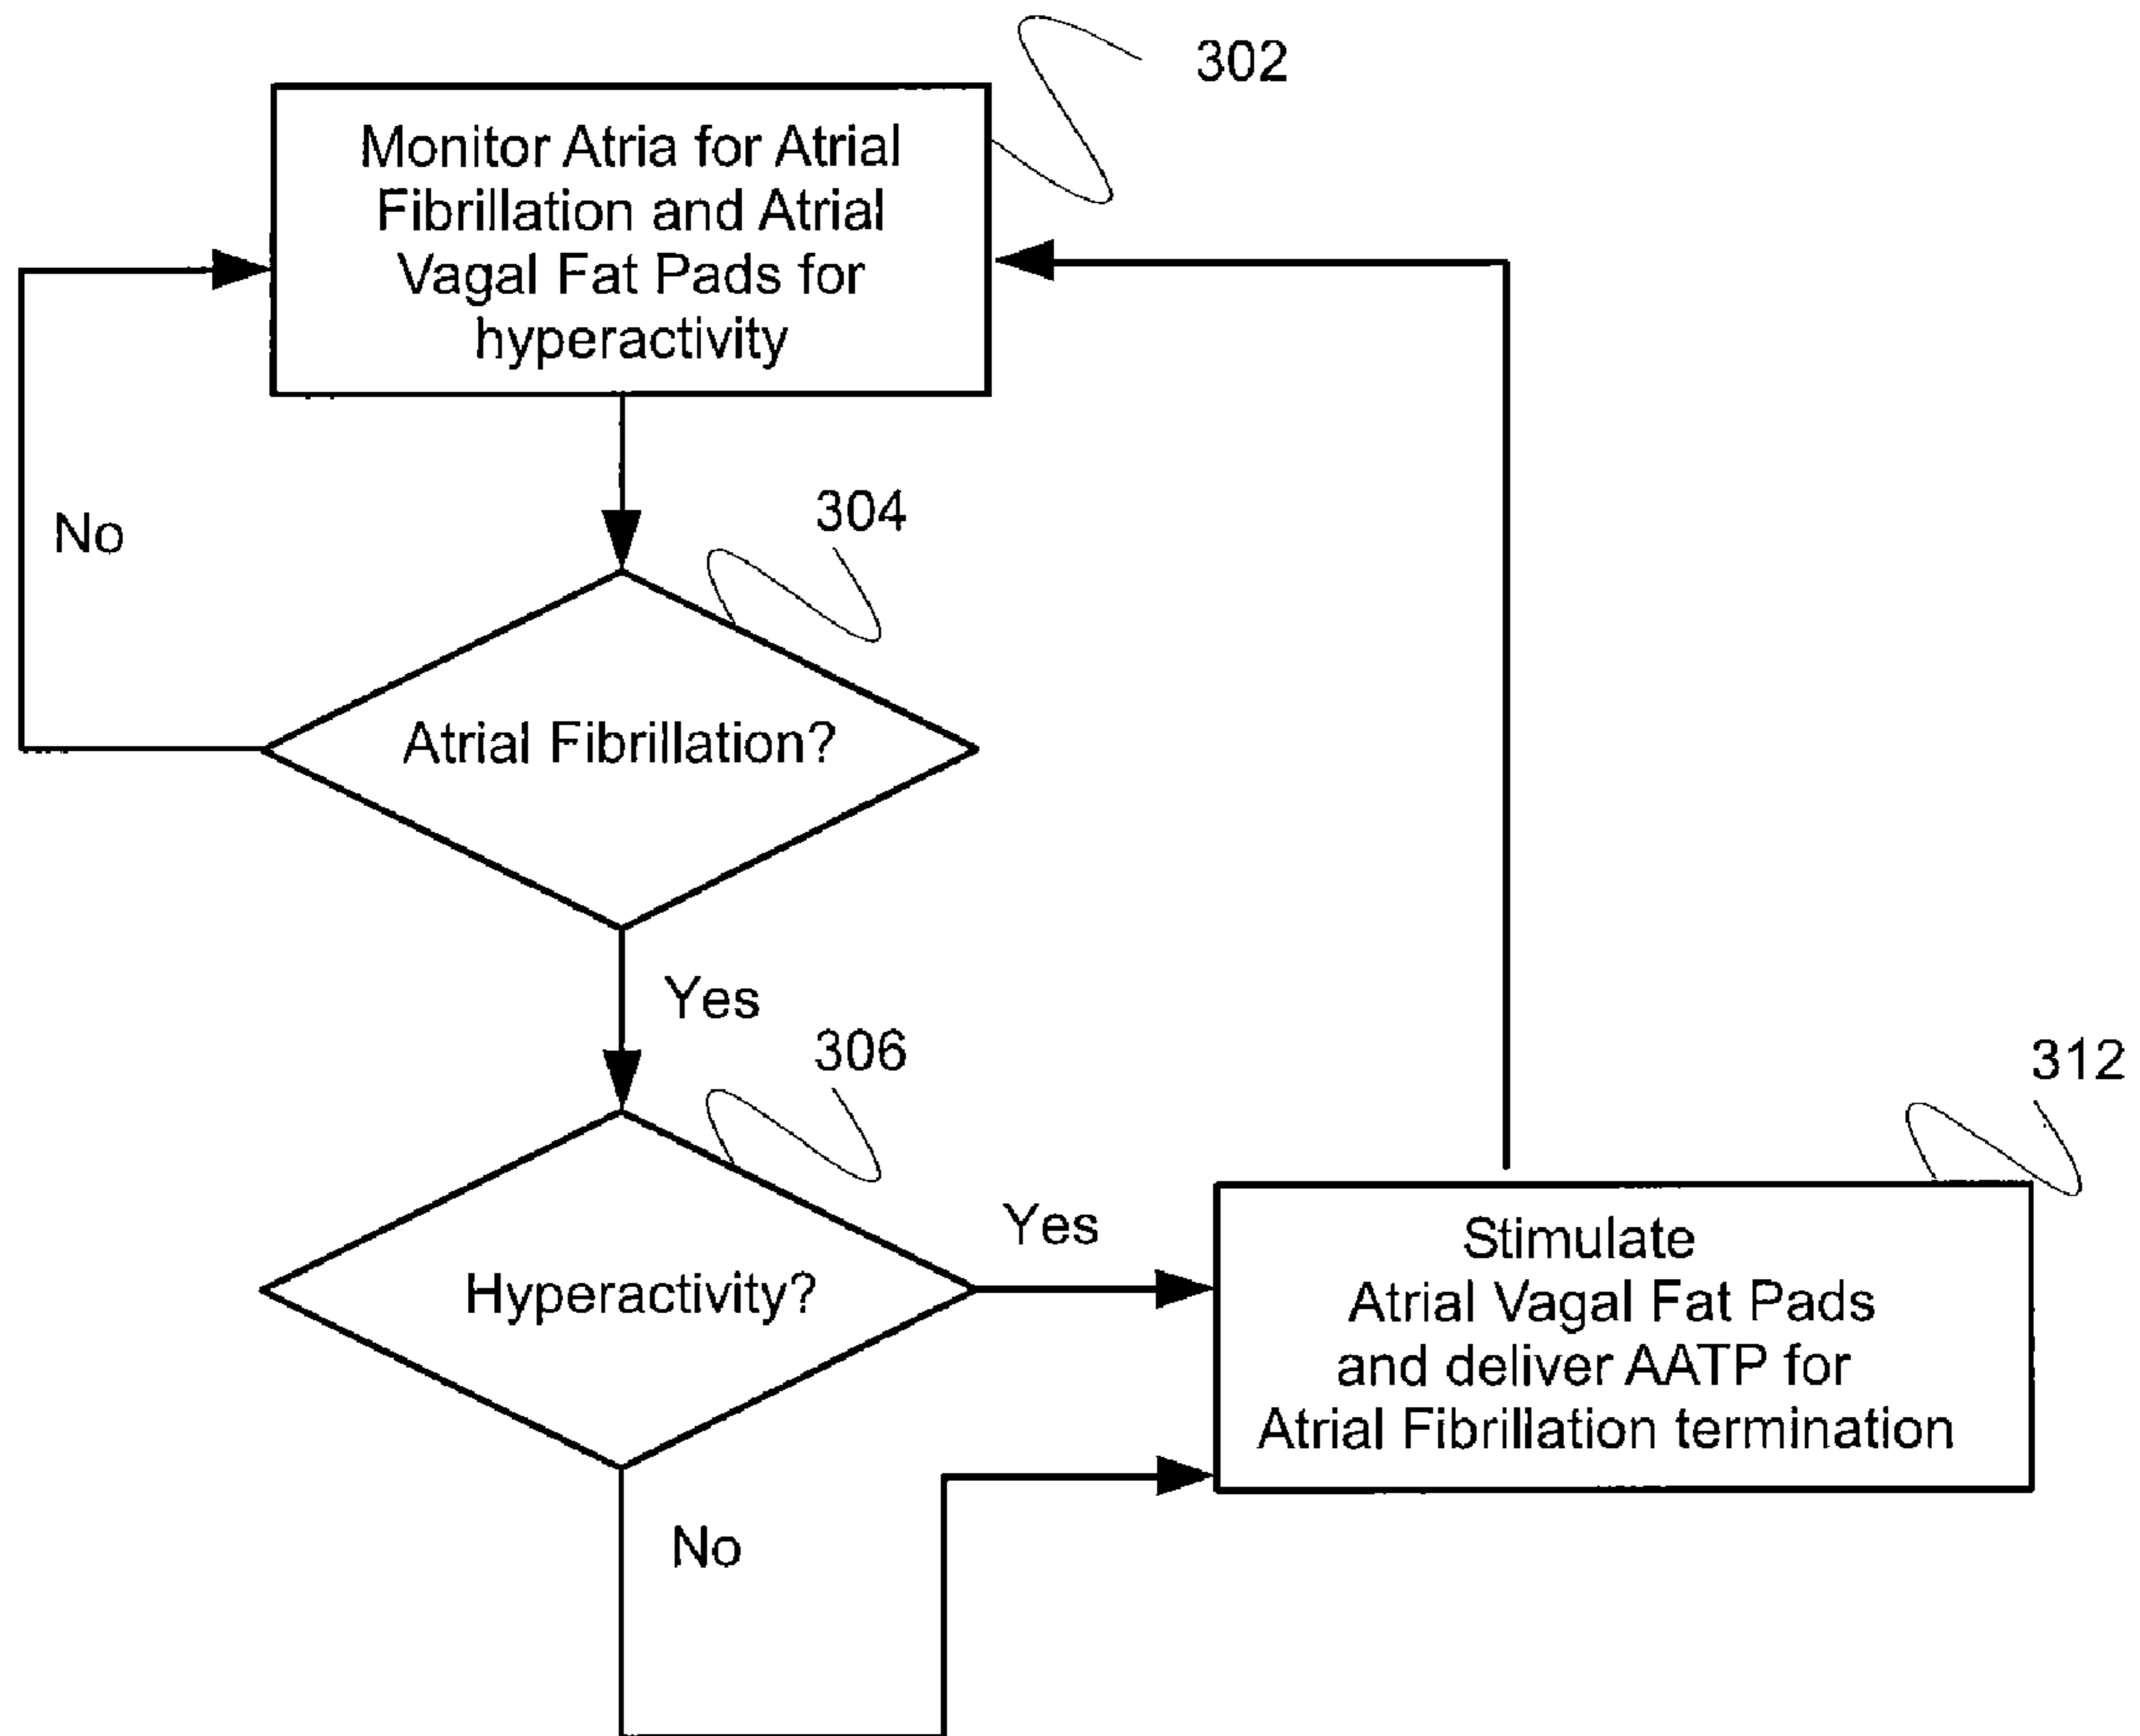 302
Monitor Atria for Atrial
Fibrillation and Atrial
Vagal Fat Pads for
hyperactivity
No
304
Atrial Fibrillation?
Yes
306
312
Hyperactivity?
Yes
Stimulate
Atrial Vagal Fat Pads
and deliver AATP for
Atrial Fibrillation termination
No